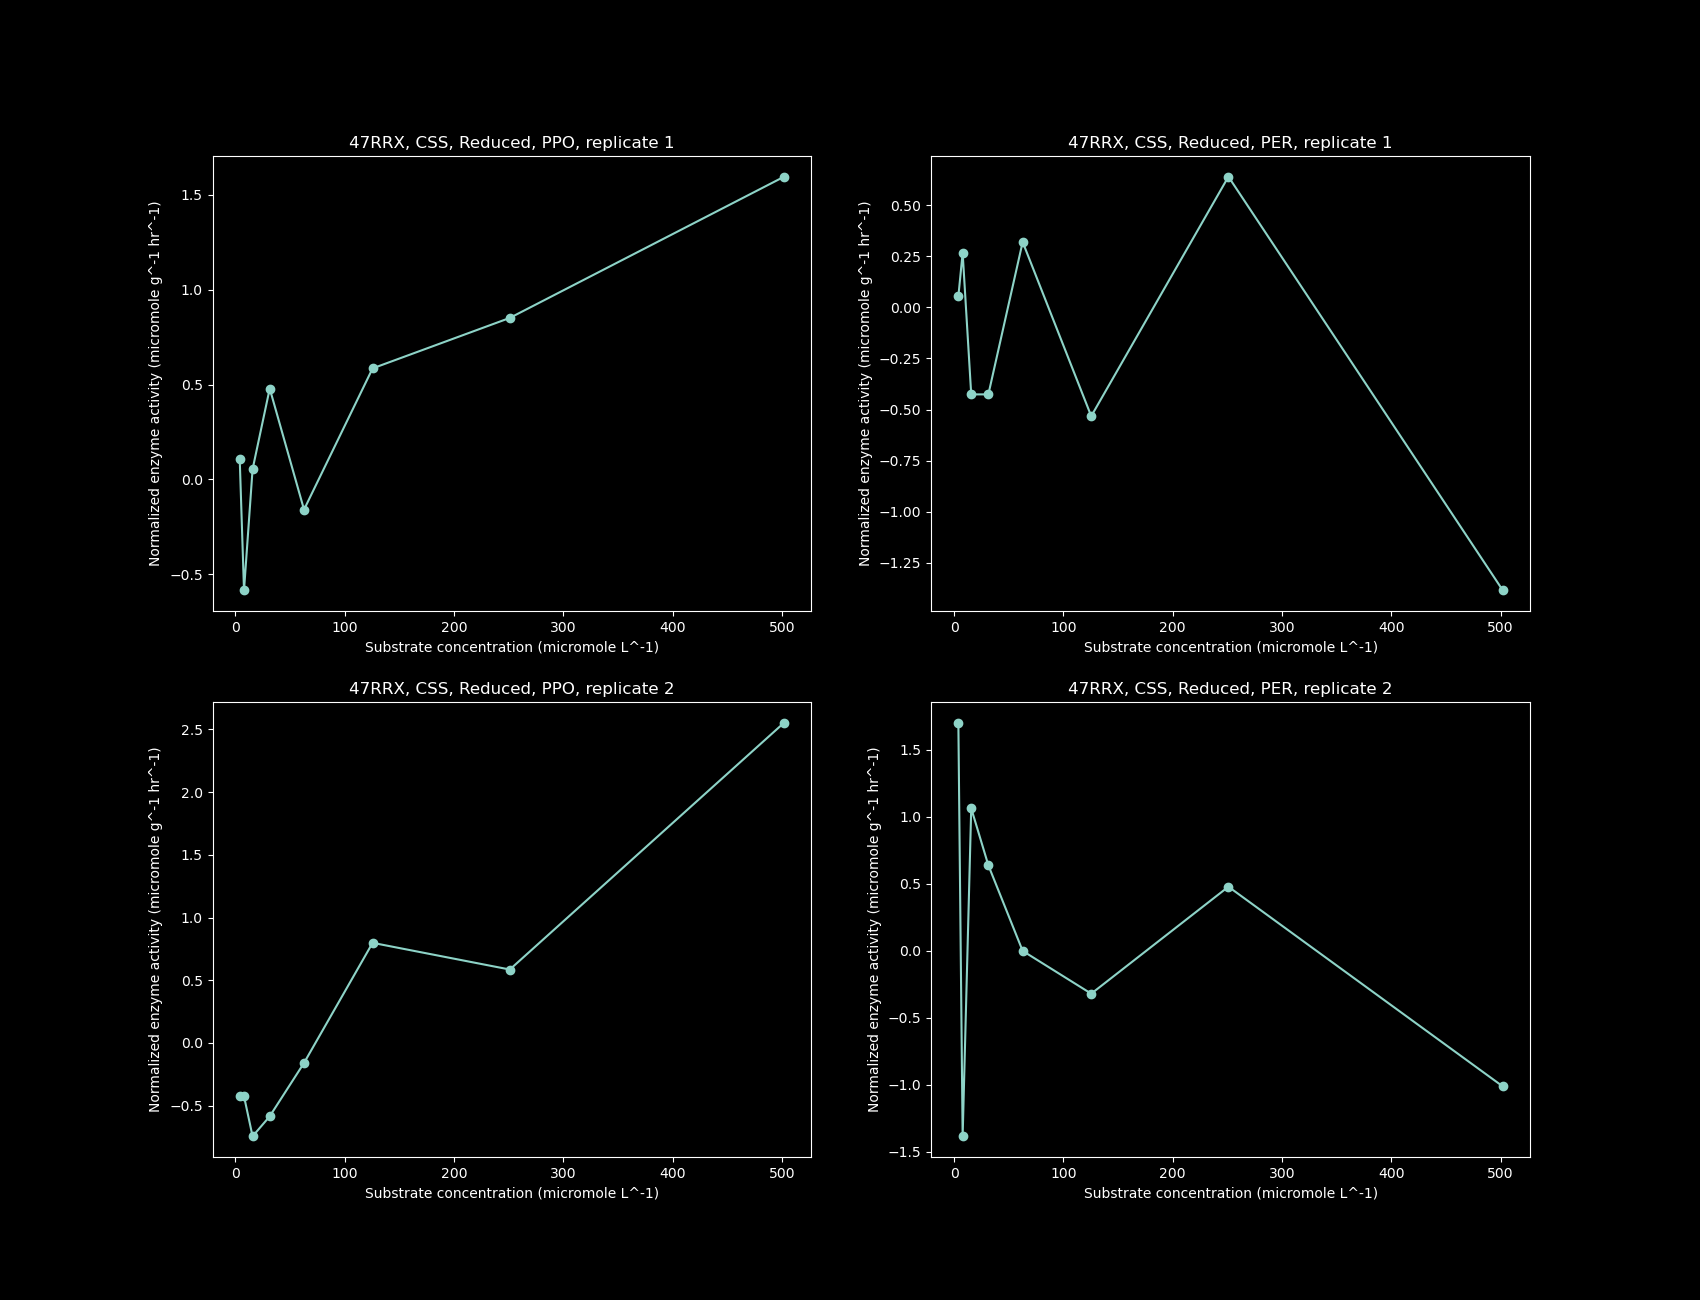 47RRX, CSS, Reduced, PPO, replicate 1
Normalized enzyme activity (micromole g^-1 hr^-1)
1.5
1.0
0.5
0.0
−0.5
0 100 200 300 400 500
Substrate concentration (micromole L^-1)
47RRX, CSS, Reduced, PER, replicate 1
Normalized enzyme activity (micromole g^-1 hr^-1)
0.50
0.25
0.00
−0.25
−0.50
−0.75
−1.00
−1.25
0 100 200 300 400 500
Substrate concentration (micromole L^-1)
47RRX, CSS, Reduced, PPO, replicate 2
Normalized enzyme activity (micromole g^-1 hr^-1)
2.5
2.0
1.5
1.0
0.5
0.0
−0.5
0 100 200 300 400 500
Substrate concentration (micromole L^-1)
47RRX, CSS, Reduced, PER, replicate 2
Normalized enzyme activity (micromole g^-1 hr^-1)
1.5
1.0
0.5
0.0
−0.5
−1.0
−1.5
0 100 200 300 400 500
Substrate concentration (micromole L^-1)